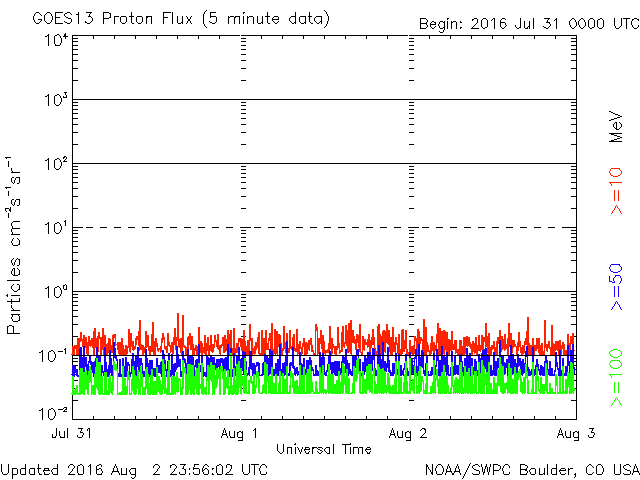 GOES13 Proton Flux (5 minute data)
Begin: 2016 Jul 31 0000 UTC
Particles cm⁻²s⁻¹sr⁻¹
10⁴
10³
10²
10¹
10⁰
10⁻¹
10⁻²
Jul 31
Aug 1
Aug 2
Aug 3
Universal Time
MeV
>=10
>=50
>=100
Updated 2016 Aug 2 23:56:02 UTC
NOAA/SWPC Boulder, CO USA